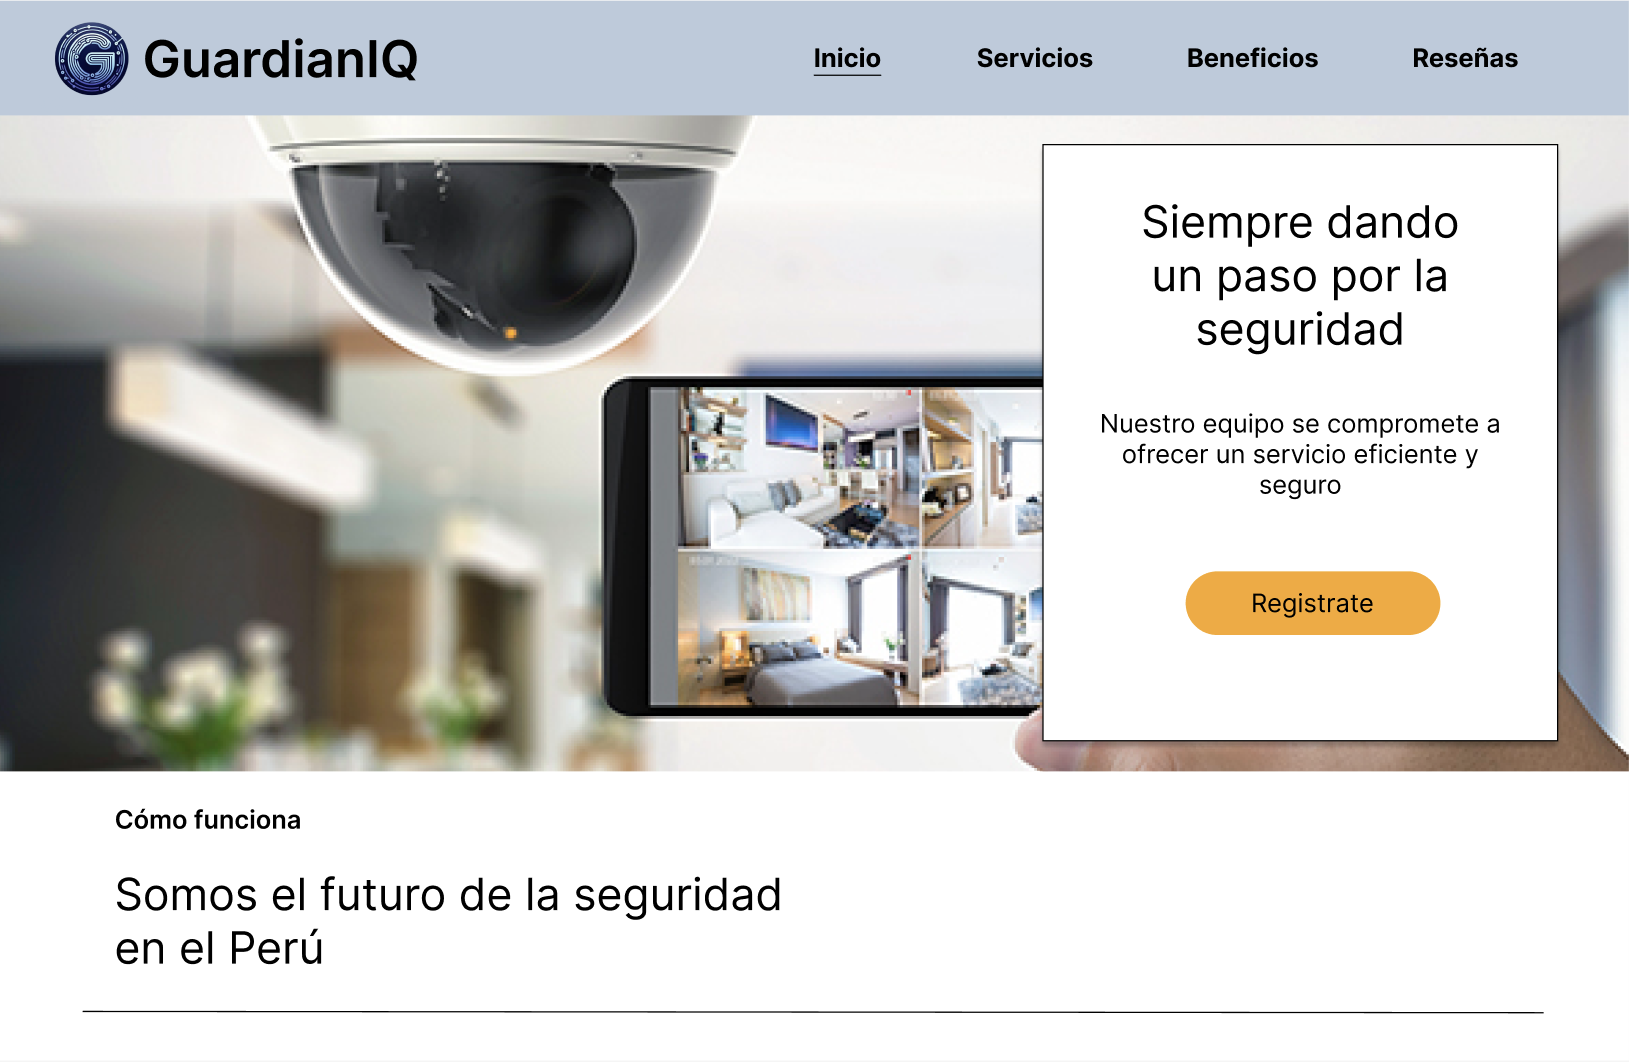 GuardianIQ
Inicio Servicios Beneficios Reseñas
Siempre dando
un paso por la
seguridad
Nuestro equipo se compromete a
ofrecer un servicio eficiente y
seguro
Registrate
Cómo funciona
Somos el futuro de la seguridad
en el Perú